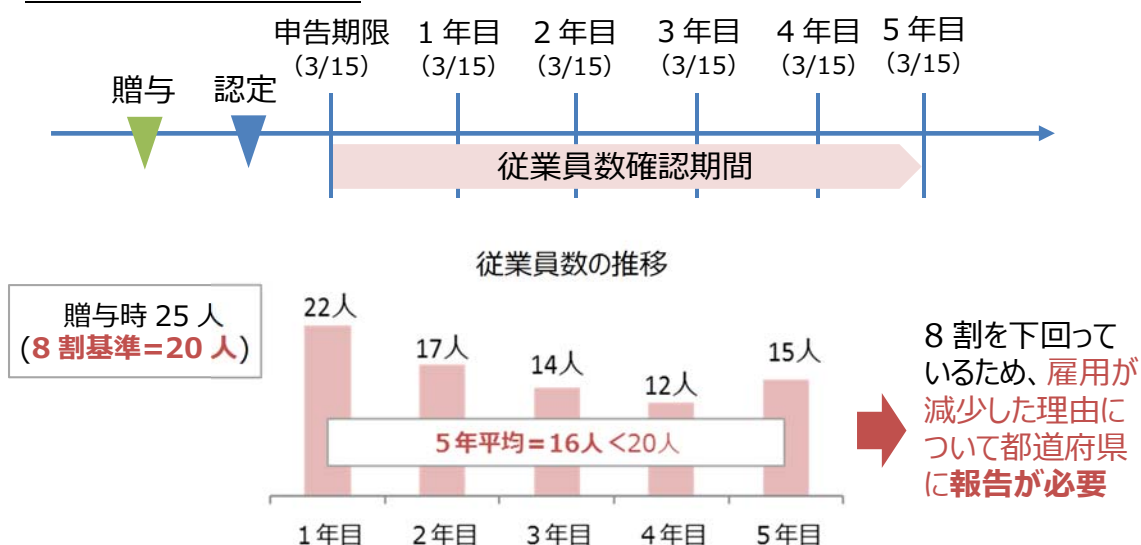 申告期限 1年目 2年目 3年目 4年目 5年目
（3/15） （3/15） （3/15） （3/15） （3/15） （3/15）
贈与 認定
従業員数確認期間
従業員数の推移
贈与時 25 人
(8 割基準=20 人)
22人
17人
14人
12人
15人
5年平均=16人<20人
1年目 2年目 3年目 4年目 5年目
8 割を下回って
いるため、雇用が
減少した理由に
ついて都道府県
に報告が必要